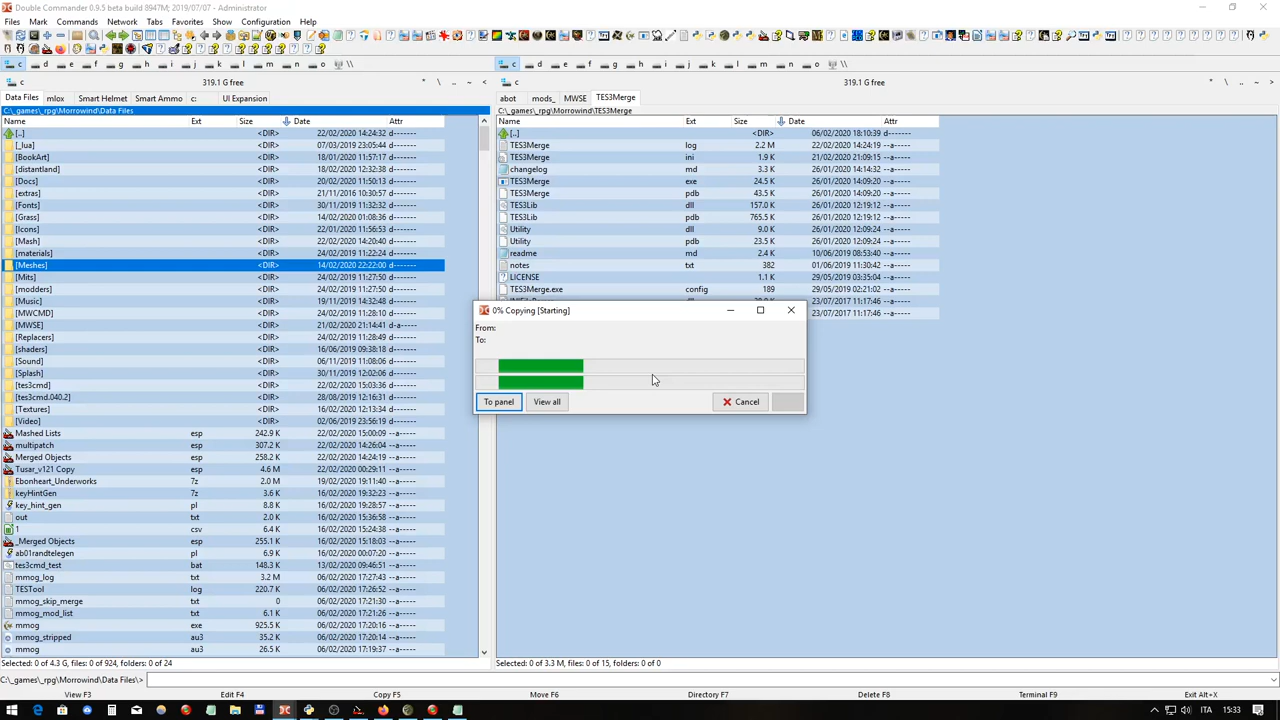 Double Commander 0.9.5 beta build 8947M; 2019/07/07 - Administrator
Files Mark Commands Network Tabs Favorites Show Configuration Help
c d e f g h i j k l m n o \\ c d e f g h i j k l m n o \\
c 319.1 G free * \ .. ~ < c 319.1 G free * \ .. ~ >
Data Files mlox Smart Helmet Smart Ammo c: UI Expansion abot mods_ MWSE TES3Merge
C:\_games\_rpg\Morrowind\Data Files C:\_games\_rpg\Morrowind\TES3Merge
Name Ext Size Date Attr Name Ext Size Date Attr
[..] <DIR> 22/02/2020 14:24:32 d------- [..] <DIR> 06/02/2020 18:10:39 d-------
[_lua] <DIR> 07/03/2019 23:05:44 d------- TES3Merge log 2.2 M 22/02/2020 14:24:19 --a-----
[BookArt] <DIR> 18/01/2020 11:57:17 d------- TES3Merge ini 1.9 K 21/02/2020 21:09:15 --a-----
[distantland] <DIR> 18/01/2020 12:32:38 d------- changelog md 3.3 K 26/01/2020 14:14:32 --a-----
[Docs] <DIR> 20/02/2020 11:50:13 d------- TES3Merge exe 24.5 K 26/01/2020 14:09:20 --a-----
[extras] <DIR> 21/11/2016 10:30:57 d------- TES3Merge pdb 43.5 K 26/01/2020 14:09:20 --a-----
[Fonts] <DIR> 30/11/2019 11:32:32 d------- TES3Lib dll 157.0 K 26/01/2020 12:19:12 --a-----
[Grass] <DIR> 14/02/2020 01:08:36 d------- TES3Lib pdb 765.5 K 26/01/2020 12:19:12 --a-----
[Icons] <DIR> 22/01/2020 11:56:53 d------- Utility dll 9.0 K 26/01/2020 12:09:24 --a-----
[Mash] <DIR> 22/02/2020 14:20:40 d------- Utility pdb 23.5 K 26/01/2020 12:09:24 --a-----
[materials] <DIR> 24/11/2019 11:22:24 d------- readme md 2.4 K 10/06/2019 08:53:40 --a-----
[Meshes] <DIR> 14/02/2020 22:22:00 d------- notes txt 382 01/06/2019 11:30:42 --a-----
[Mits] <DIR> 24/11/2019 11:27:50 d------- LICENSE 1.1 K 29/05/2019 03:35:04 --a-----
[modders] <DIR> 24/11/2019 11:27:50 d------- TES3Merge.exe config 189 29/05/2019 02:21:02 --a-----
[Music] <DIR> 19/11/2019 14:32:48 d------- 23/07/2017 11:17:46 --a-----
[MWCMD] <DIR> 24/11/2019 11:28:09 d------- 0% Copying [Starting] 23/07/2017 11:17:46 --a-----
[MWSE] <DIR> 21/02/2020 21:14:41 d--a---- From:
[Replacers] <DIR> 24/11/2019 11:28:49 d------- To:
[shaders] <DIR> 16/09/2019 09:38:18 d-------
[Sound] <DIR> 06/11/2019 11:08:06 d-------
[Splash] <DIR> 23/11/2019 12:30:54 d-------
[tes3cmd] <DIR> 22/02/2020 15:03:36 d-------
[tes3cmd.040.2] <DIR> 23/02/2020 23:20:01 d------- To panel View all Cancel
[Textures] <DIR> 16/02/2020 12:13:13 d-------
[Video] <DIR> 02/06/2019 23:56:19 d-------
Mashed Lists esp 242.9 K 22/02/2020 15:00:09 --a-----
multipatch esp 307.2 K 22/02/2020 14:26:04 --a-----
Merged Objects esp 258.2 K 22/02/2020 14:24:19 --a-----
Tusar_v121 Copy esp 4.6 M 22/02/2020 00:29:11 --a-----
Ebonheart_Underworks 7z 2.0 M 19/02/2020 19:11:40 --a-----
keyHintGen 7z 3.6 K 16/02/2020 19:32:23 --a-----
key_hint_gen pl 8.8 K 16/02/2020 19:28:57 --a-----
out txt 2.0 K 16/02/2020 15:36:58 --a-----
1 csv 6.4 K 16/02/2020 15:24:38 --a-----
_Merged Objects esp 255.1 K 16/02/2020 15:18:03 --a-----
ab01randtelegen pl 6.9 K 16/02/2020 00:07:20 --a-----
tes3cmd_test bat 148.3 K 13/02/2020 09:46:51 --a-----
mmog_log txt 3.2 M 06/02/2020 17:27:43 --a-----
TESTool log 220.7 K 06/02/2020 17:26:52 --a-----
mmog_skip_merge txt 0 06/02/2020 17:21:30 --a-----
mmog_mod_list txt 6.1 K 06/02/2020 17:21:26 --a-----
mmog exe 925.5 K 06/02/2020 17:20:16 --a-----
mmog_stripped au3 35.2 K 06/02/2020 17:20:14 --a-----
mmog au3 26.5 K 06/02/2020 17:19:37 --a-----
Selected: 0 of 4.3 G, files: 0 of 924, folders: 0 of 24 Selected: 0 of 3.3 M, files: 0 of 15, folders: 0 of 0
C:\_games\_rpg\Morrowind\Data Files\>
View F3 Edit F4 Copy F5 Move F6 Directory F7 Delete F8 Terminal F9 Exit Alt+X
ITA 15:33